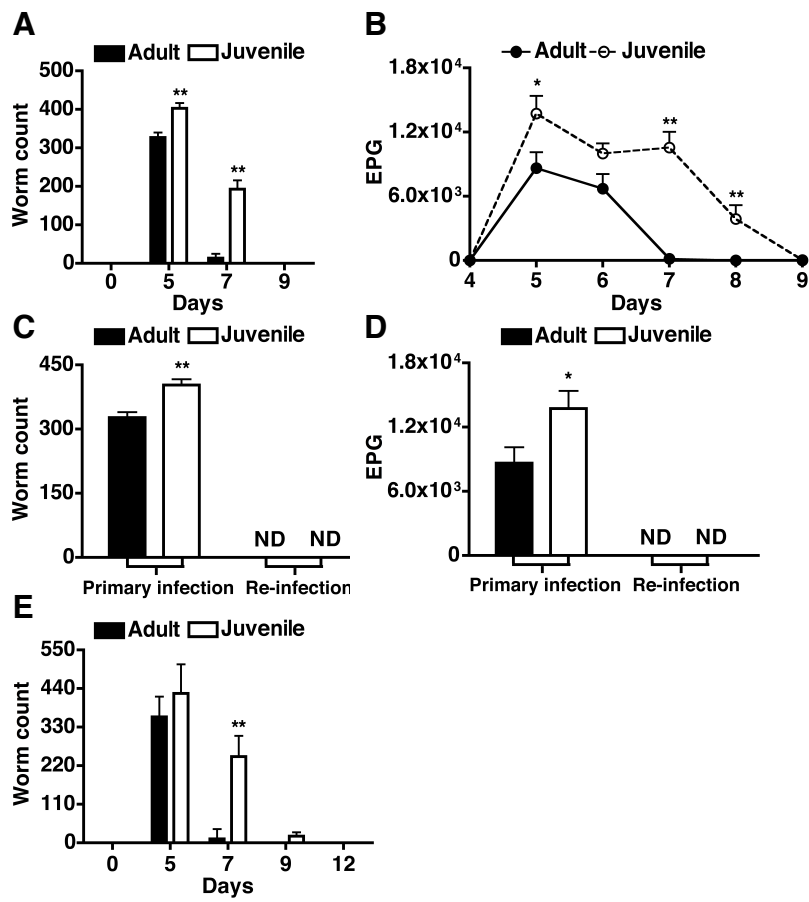 A
Adult Juvenile
500
400
300
200
100
0
Worm count
** **
0 5 7 9
Days
B
Adult Juvenile
1.8x10⁴
1.2x10⁴
6.0x10³
0
EPG
* ** **
4 5 6 7 8 9
Days
C
Adult Juvenile
450
300
150
0
Worm count
**
ND ND
Primary infection Re-infection
D
Adult Juvenile
1.8x10⁴
1.2x10⁴
6.0x10³
0
EPG
*
ND ND
Primary infection Re-infection
E
Adult Juvenile
550
440
330
220
110
0
Worm count
**
0 5 7 9 12
Days